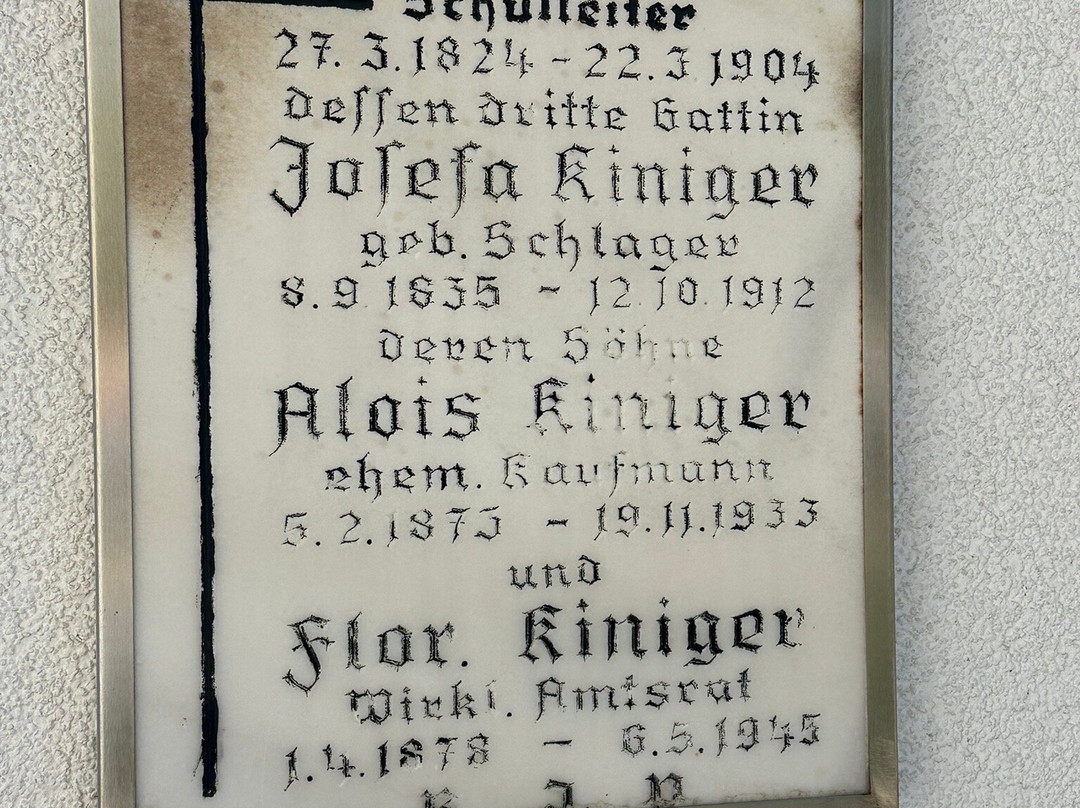 Schulleiter
27. 3. 1824 - 22. 3 1904
dessen dritte Gattin
Josefa Kiniger
geb. Schlager
8. 9 1835 - 12. 10. 1912
deren Söhne
Alois Kiniger
ehem. Kaufmann
5. 2. 1873 - 19. 11. 1933
und
Flor. Kiniger
Wirkl. Amtsrat
1. 4. 1878 - 6. 5. 1945
R. I. P.